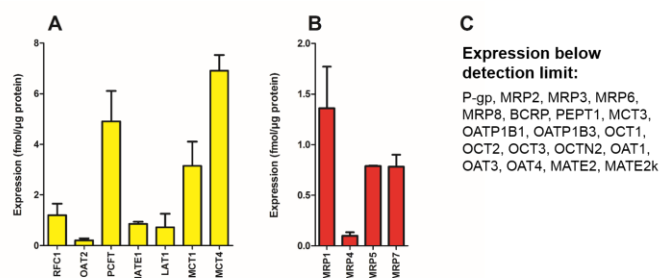 A
Expression (fmol/µg protein)
8
6
4
2
0
RFC1
OAT2
PCFT
LAT1
MCT1
MCT4
B
Expression (fmol/µg protein)
2.0
1.5
1.0
0.5
0.0
MRP1
MRP4
MRP5
MRP7
C
Expression below
detection limit:
P-gp, MRP2, MRP3, MRP6,
MRP8, BCRP, PEPT1, MCT3,
OATP1B1, OATP1B3, OCT1,
OCT2, OCT3, OCTN2, OAT1,
OAT3, OAT4, MATE2, MATE2k